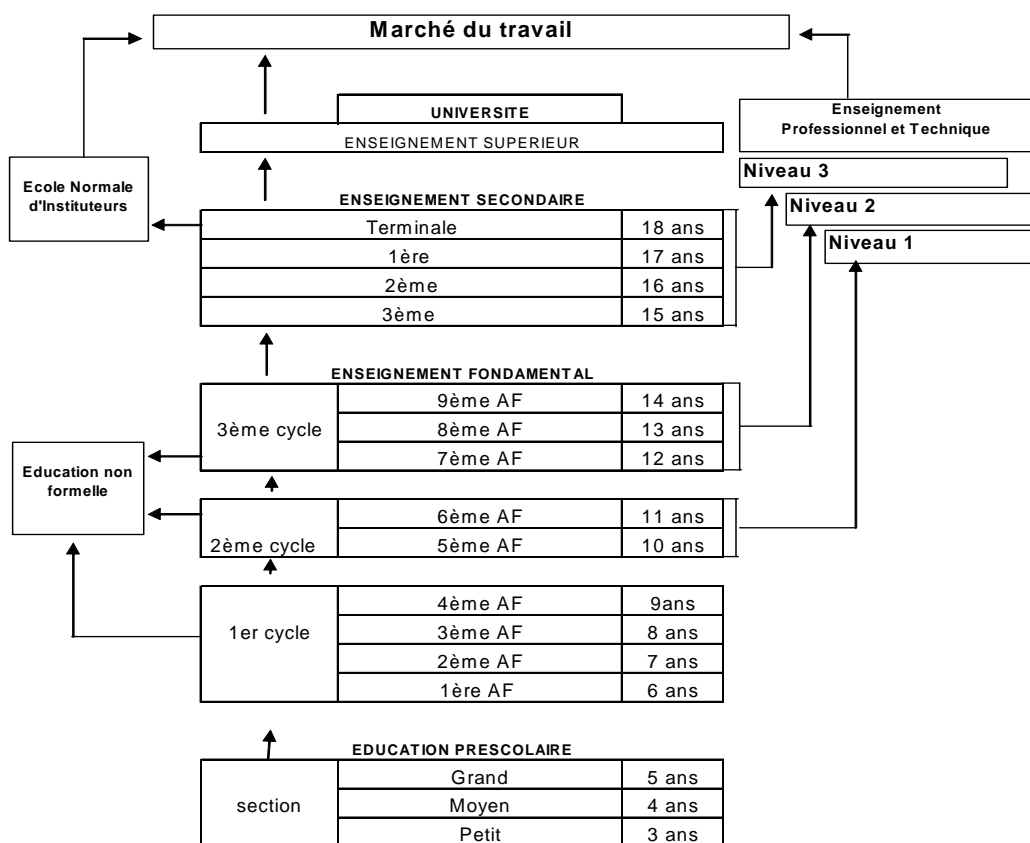 Marché du travail
UNIVERSITE
ENSEIGNEMENT SUPERIEUR
Enseignement
Professionnel et Technique
Niveau 3
Niveau 2
Niveau 1
Ecole Normale
d'Instituteurs
ENSEIGNEMENT SECONDAIRE
Terminale 18 ans
1ère 17 ans
2ème 16 ans
3ème 15 ans
ENSEIGNEMENT FONDAMENTAL
3ème cycle
9ème AF 14 ans
8ème AF 13 ans
7ème AF 12 ans
Education non
formelle
2ème cycle
6ème AF 11 ans
5ème AF 10 ans
1er cycle
4ème AF 9ans
3ème AF 8 ans
2ème AF 7 ans
1ère AF 6 ans
EDUCATION PRESCOLAIRE
section
Grand 5 ans
Moyen 4 ans
Petit 3 ans